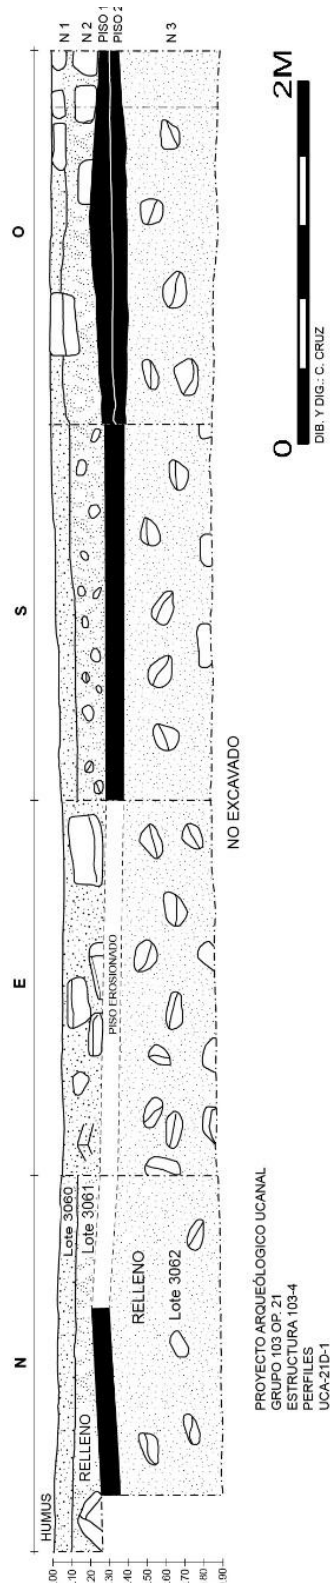 N
E
S
O
N 1
N 2
PISO 1
PISO 2
N 3
HUMUS
Lote 3060
RELLENO
Lote 3061
RELLENO
Lote 3062
PISO EROSIONADO
NO EXCAVADO
.00
.10
.20
.30
.40
.50
.60
.70
.80
0.90
PROYECTO ARQUEÓLOGICO UCANAL
GRUPO 103 OP. 21
ESTRUCTURA 103-4
PERFILES
UCA-21D-1
0
2M
DIB. Y DIG.: C. CRUZ